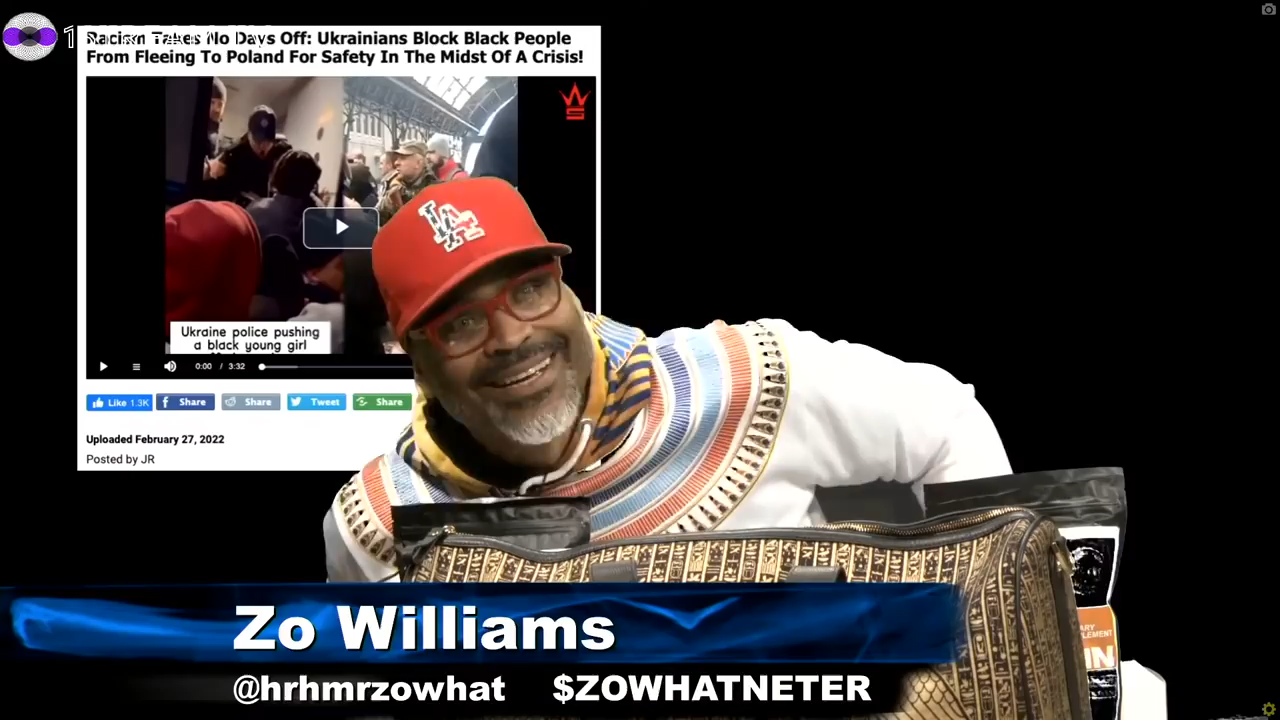 Racism Takes No Days Off: Ukrainians Block Black People
From Fleeing To Poland For Safety In The Midst Of A Crisis!
LA
Ukraine police pushing
a black young girl
0:00 / 3:32
Like 1.3K
Share
Share
Tweet
Share
Uploaded February 27, 2022
Posted by JR
Zo Williams
@hrhmrzowhat $ZOWHATNETER